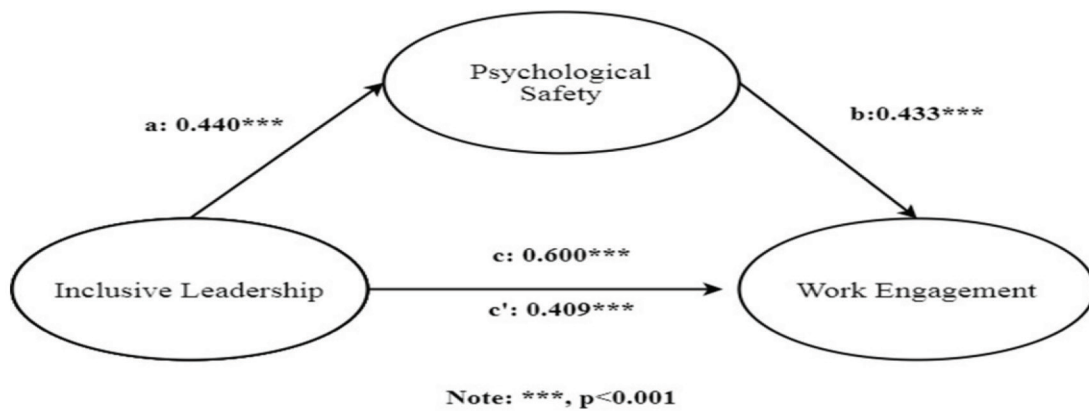 Psychological
Safety
a: 0.440***
b:0.433***
c: 0.600***
Inclusive Leadership
Work Engagement
c': 0.409***
Note: ***, p<0.001